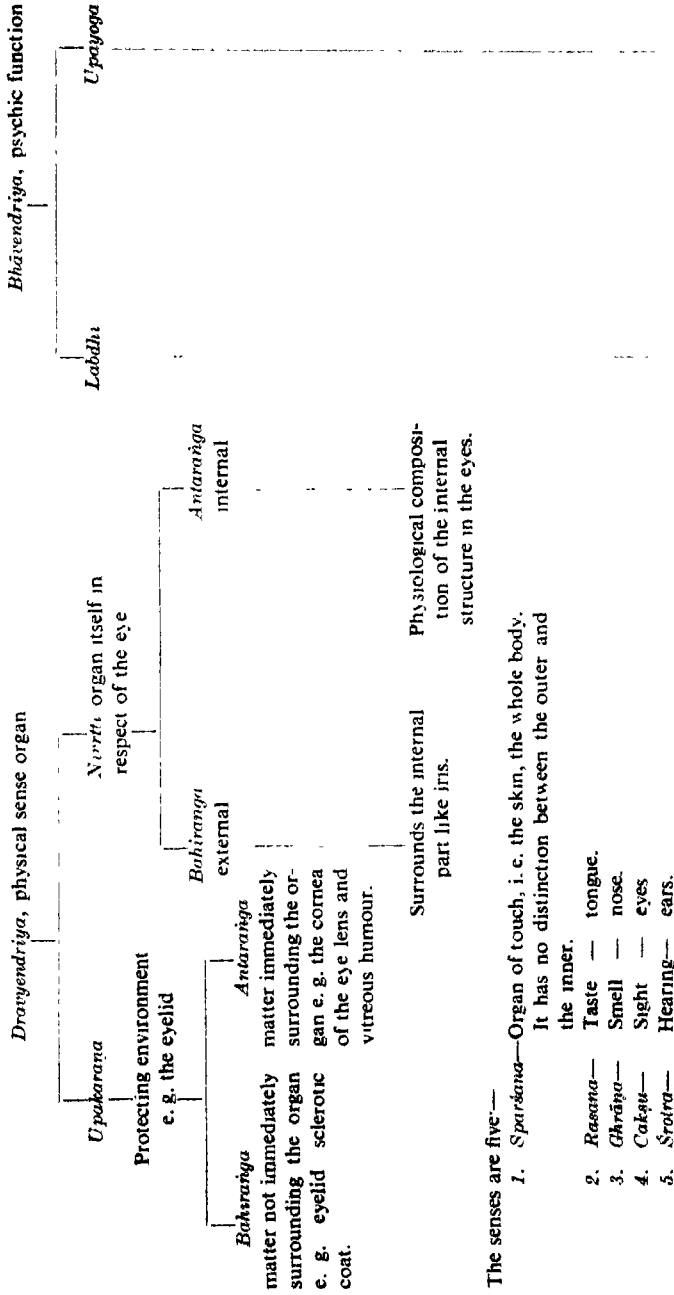 Dravyendriya, physical sense organ
Bhāvendriya, psychic function
Upakaraṇa
Protecting environment
e. g. the eyelid
Nivrtti organ itself in
respect of the eye
Labdhi
Upayoga
Bahiraṅga
matter not immediately
surrounding the organ
e. g. eyelid sclerotic
coat.
Antaraṅga
matter immediately
surrounding the or-
gan e. g. the cornea
of the eye lens and
vitreous humour.
Bahiranga
external
Antaraṅga
internal
Surrounds the internal
part like iris.
Physiological composi-
tion of the internal
structure in the eyes.
The senses are five—
1. Sparśana—Organ of touch, i. e. the skin, the whole body.
It has no distinction between the outer and
the inner.
2. Rasana— Taste — tongue.
3. Ghrāṇa— Smell — nose.
4. Cakṣu— Sight — eyes
5. Śrotra— Hearing— ears.